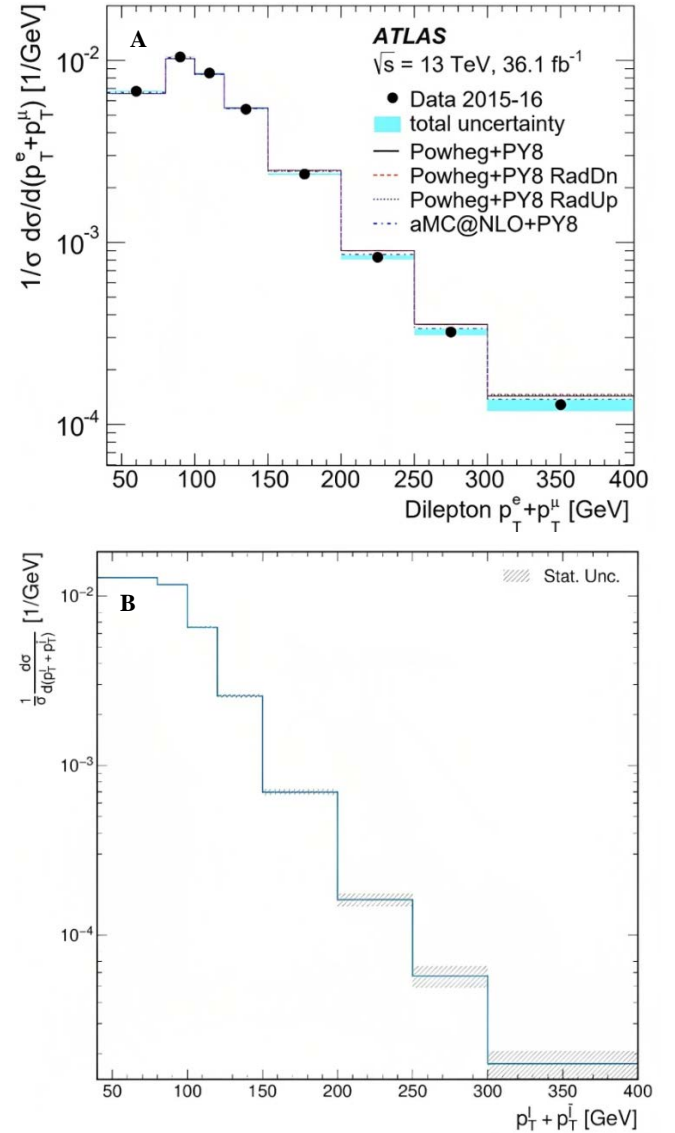 A
ATLAS
√s = 13 TeV, 36.1 fb⁻¹
Data 2015-16
total uncertainty
Powheg+PY8
Powheg+PY8 RadDn
Powheg+PY8 RadUp
aMC@NLO+PY8
1/σ dσ/d(p_T^e+p_T^μ) [1/GeV]
10⁻²
10⁻³
10⁻⁴
50 100 150 200 250 300 350 400
Dilepton p_T^e+p_T^μ [GeV]
B
Stat. Unc.
1/σ dσ/d(p_T^l + p_T^l̄) [1/GeV]
10⁻²
10⁻³
10⁻⁴
50 100 150 200 250 300 350 400
p_T^l + p_T^l̄ [GeV]